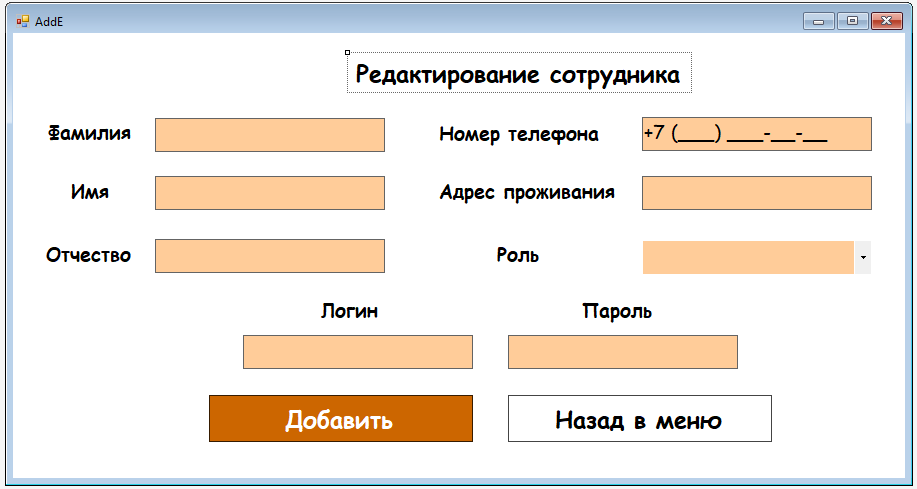 AddE
Редактирование сотрудника
Фамилия
Номер телефона
+7 (___) ___-__-__
Имя
Адрес проживания
Отчество
Роль
Логин
Пароль
Добавить
Назад в меню